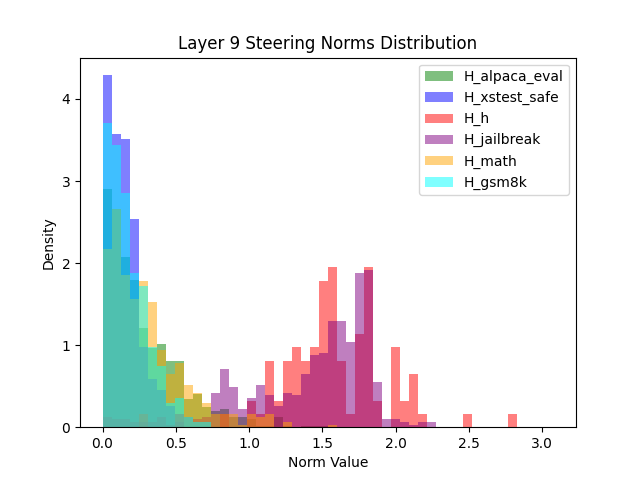 Layer 9 Steering Norms Distribution
H_alpaca_eval
H_xstest_safe
H_h
H_jailbreak
H_math
H_gsm8k
Density
4
3
2
1
0
0.0 0.5 1.0 1.5 2.0 2.5 3.0
Norm Value